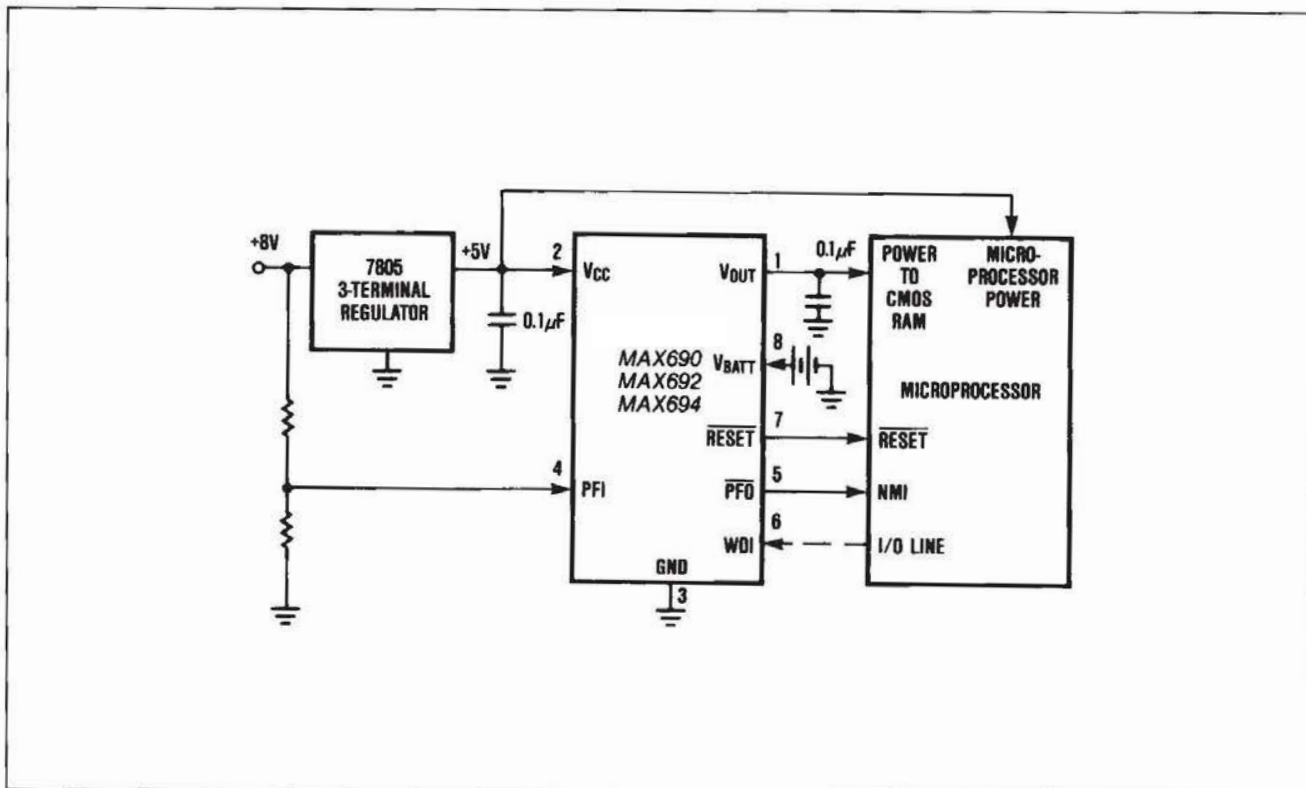 +8V
7805
3-TERMINAL
REGULATOR
+5V
0.1μF
2
VCC
MAX690
MAX692
MAX694
4
PFI
GND
3
VOUT
1
VBATT
8
RESET
7
PFO
5
WDI
6
0.1μF
POWER
TO
CMOS
RAM
MICRO-
PROCESSOR
POWER
MICROPROCESSOR
RESET
NMI
I/O LINE